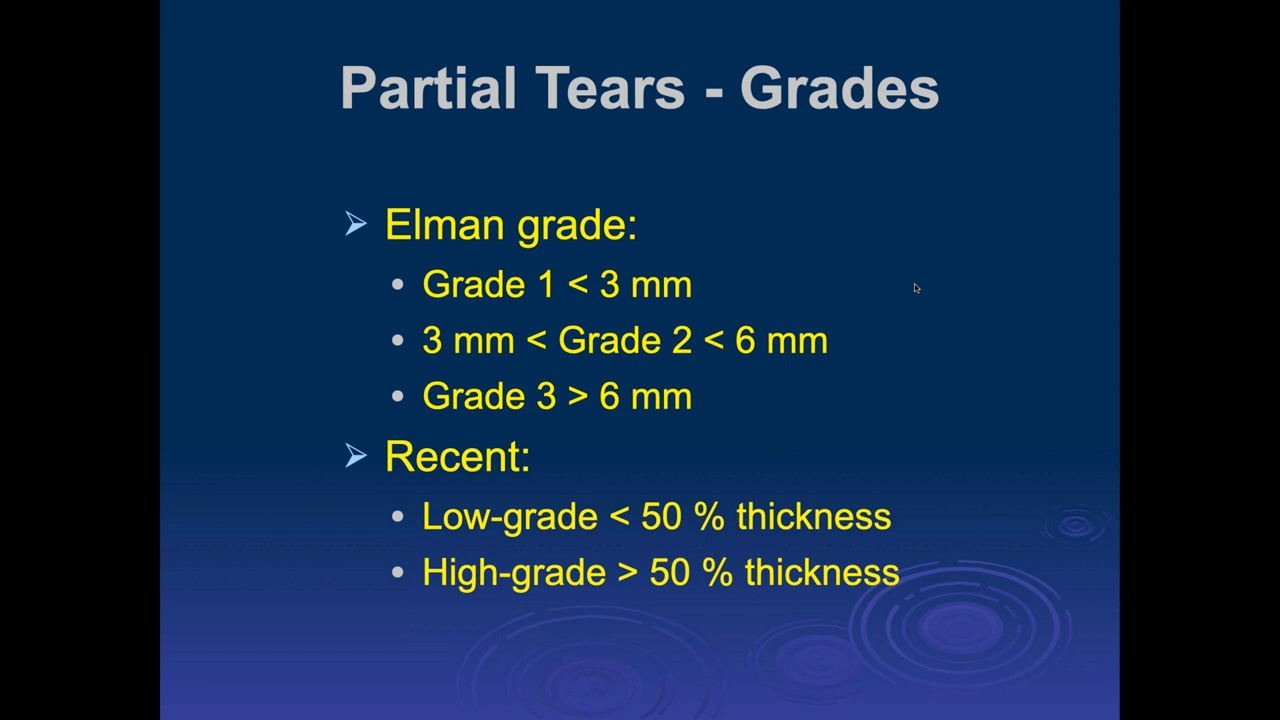 Partial Tears - Grades
Elman grade:
Grade 1 < 3 mm
3 mm < Grade 2 < 6 mm
Grade 3 > 6 mm
Recent:
Low-grade < 50 % thickness
High-grade > 50 % thickness